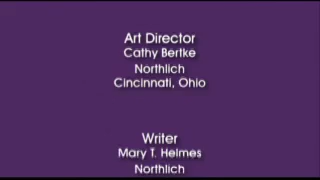 Art Director
Cathy Bertke
Northlich
Cincinnati, Ohio
Writer
Mary T. Helmes
Northlich